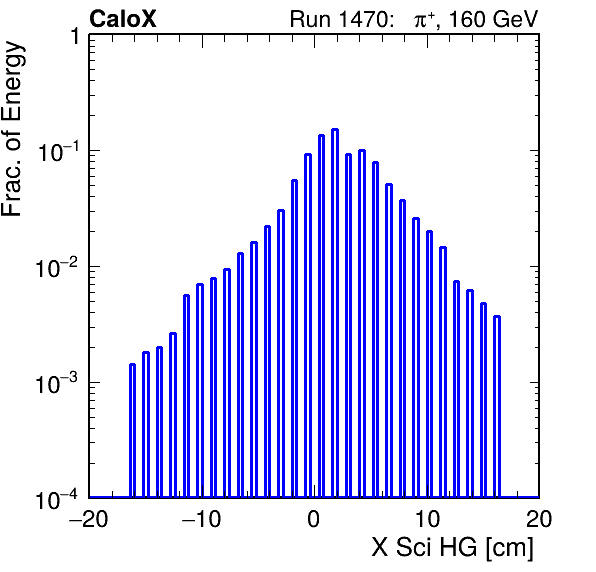 CaloX Run 1470: π⁺, 160 GeV
Frac. of Energy
1
10⁻¹
10⁻²
10⁻³
10⁻⁴
−20 −10 0 10 20
X Sci HG [cm]